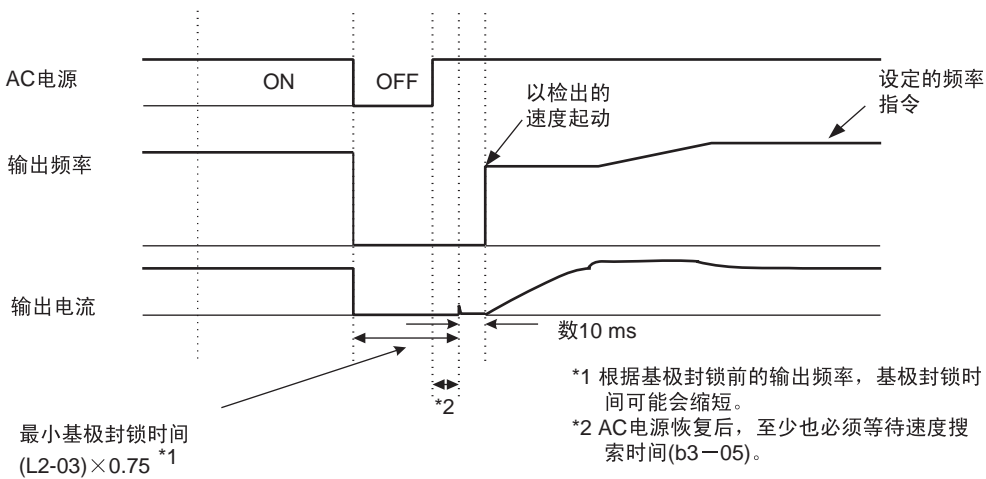 AC电源
ON
OFF
以检出的
速度起动
设定的频率
指令
输出频率
输出电流
数10 ms
*2
最小基极封锁时间
(L2-03)×0.75 *1
*1 根据基极封锁前的输出频率，基极封锁时
间可能会缩短。
*2 AC电源恢复后，至少也必须等待速度搜
索时间(b3－05)。